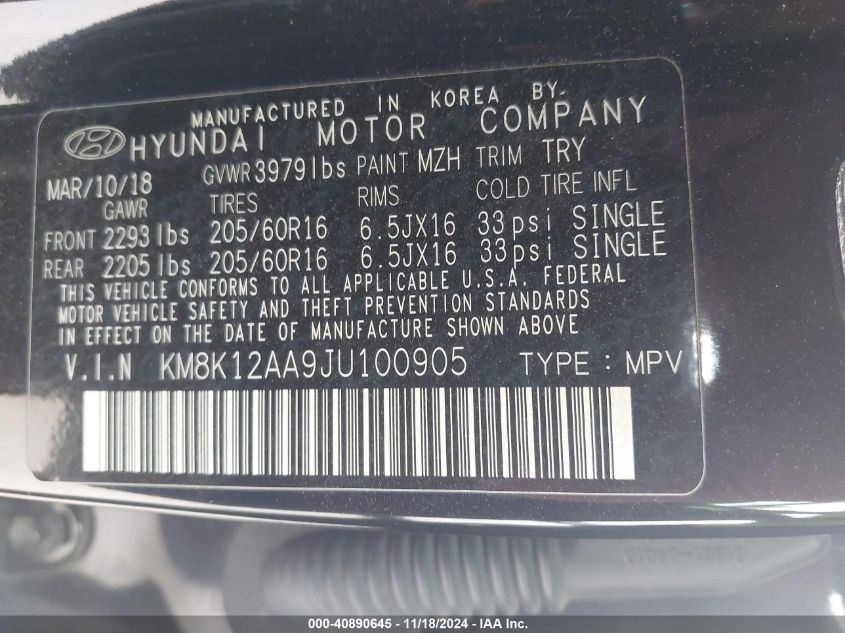 MANUFACTURED IN KOREA BY
HYUNDAI MOTOR COMPANY
MAR/10/18 GVWR 3979lbs PAINT MZH TRIM TRY
GAWR TIRES RIMS COLD TIRE INFL
FRONT 2293lbs 205/60R16 6.5JX16 33psi SINGLE
REAR 2205lbs 205/60R16 6.5JX16 33psi SINGLE
THIS VEHICLE CONFORMS TO ALL APPLICABLE U.S.A. FEDERAL
MOTOR VEHICLE SAFETY AND THEFT PREVENTION STANDARDS
IN EFFECT ON THE DATE OF MANUFACTURE SHOWN ABOVE
V.I.N KM8K12AA9JU100905 TYPE : MPV
000-40890645 - 11/18/2024 - IAA Inc.